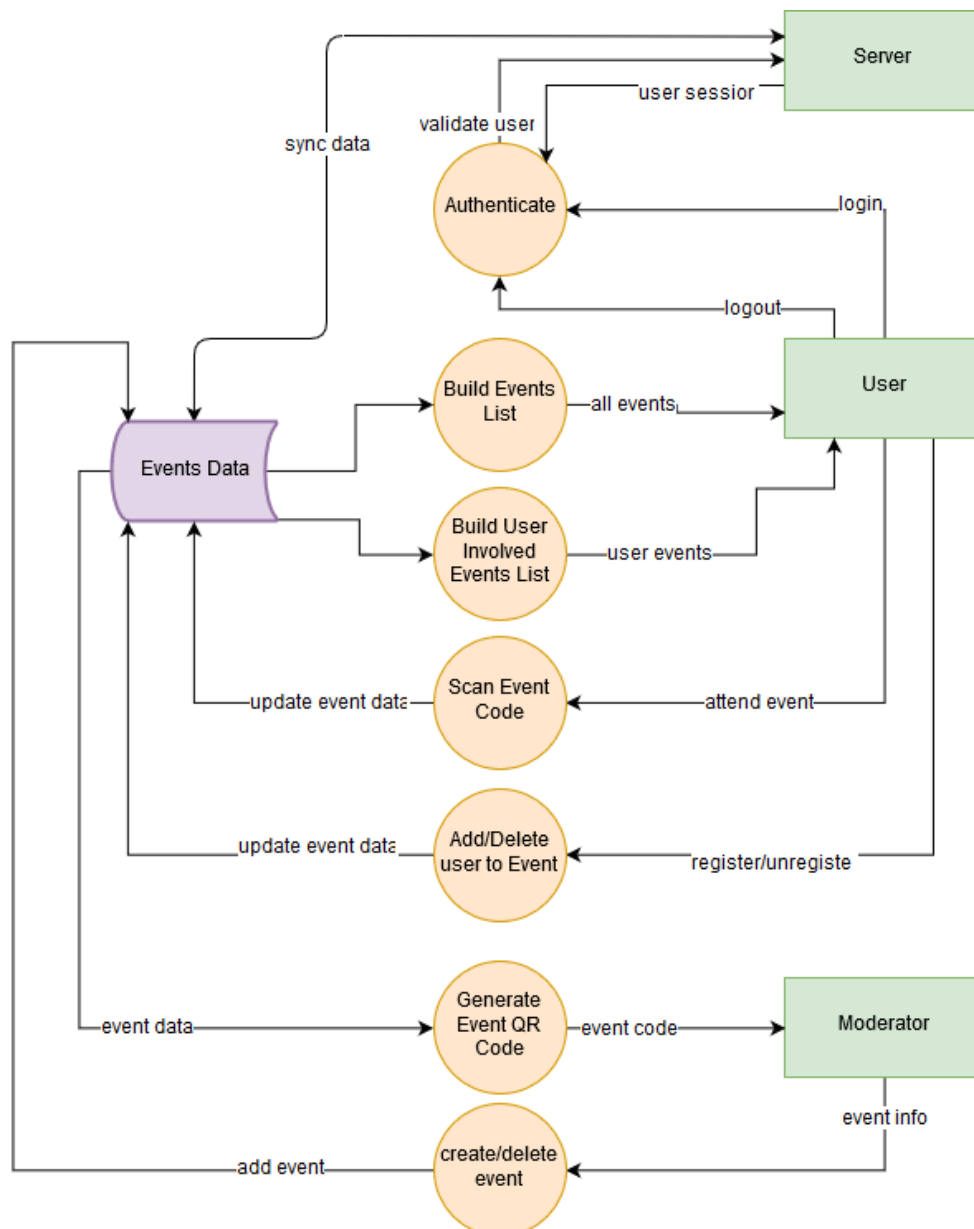 Server
user sessior
validate user
sync data
Authenticate
login
logout
User
Build Events
List
all events
Events Data
Build User
Involved
Events List
user events
Scan Event
Code
update event data
attend event
Add/Delete
user to Event
update event data
register/unregiste
Generate
Event QR
Code
event data
event code
Moderator
event info
create/delete
event
add event